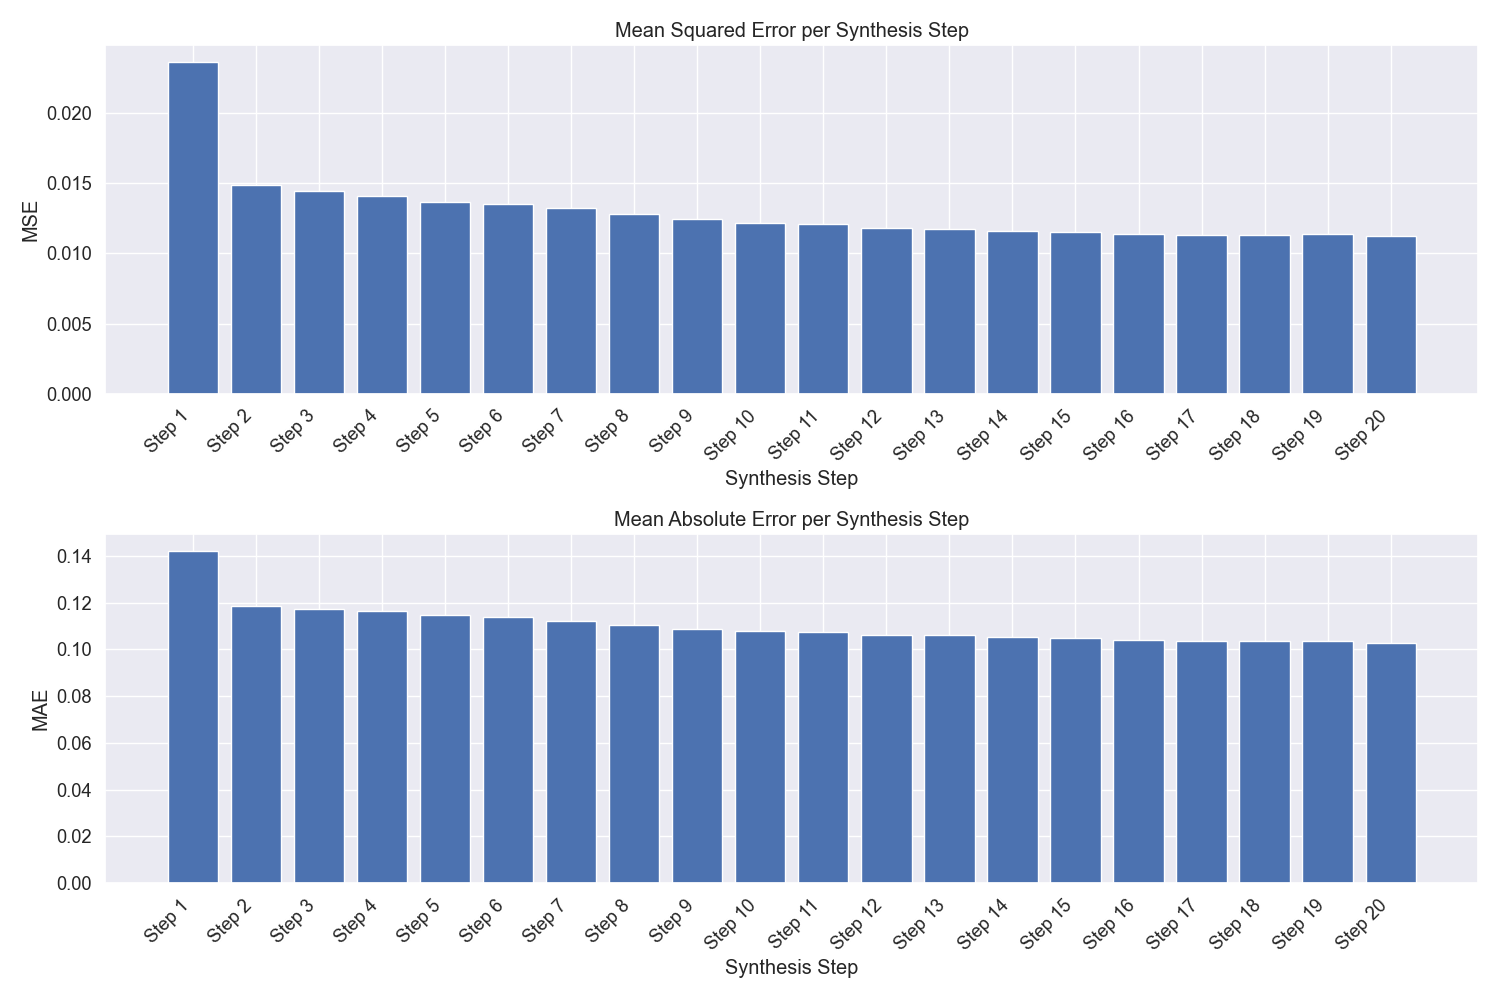 Mean Squared Error per Synthesis Step
MSE
0.020
0.015
0.010
0.005
0.000
Step 1 Step 2 Step 3 Step 4 Step 5 Step 6 Step 7 Step 8 Step 9 Step 10 Step 11 Step 12 Step 13 Step 14 Step 15 Step 16 Step 17 Step 18 Step 19 Step 20
Synthesis Step
Mean Absolute Error per Synthesis Step
MAE
0.14
0.12
0.10
0.08
0.06
0.04
0.02
0.00
Step 1 Step 2 Step 3 Step 4 Step 5 Step 6 Step 7 Step 8 Step 9 Step 10 Step 11 Step 12 Step 13 Step 14 Step 15 Step 16 Step 17 Step 18 Step 19 Step 20
Synthesis Step